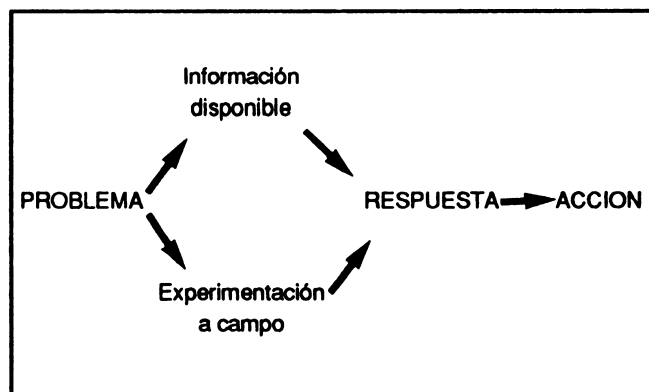 Información
disponible
PROBLEMA
RESPUESTA
ACCION
Experimentación
a campo